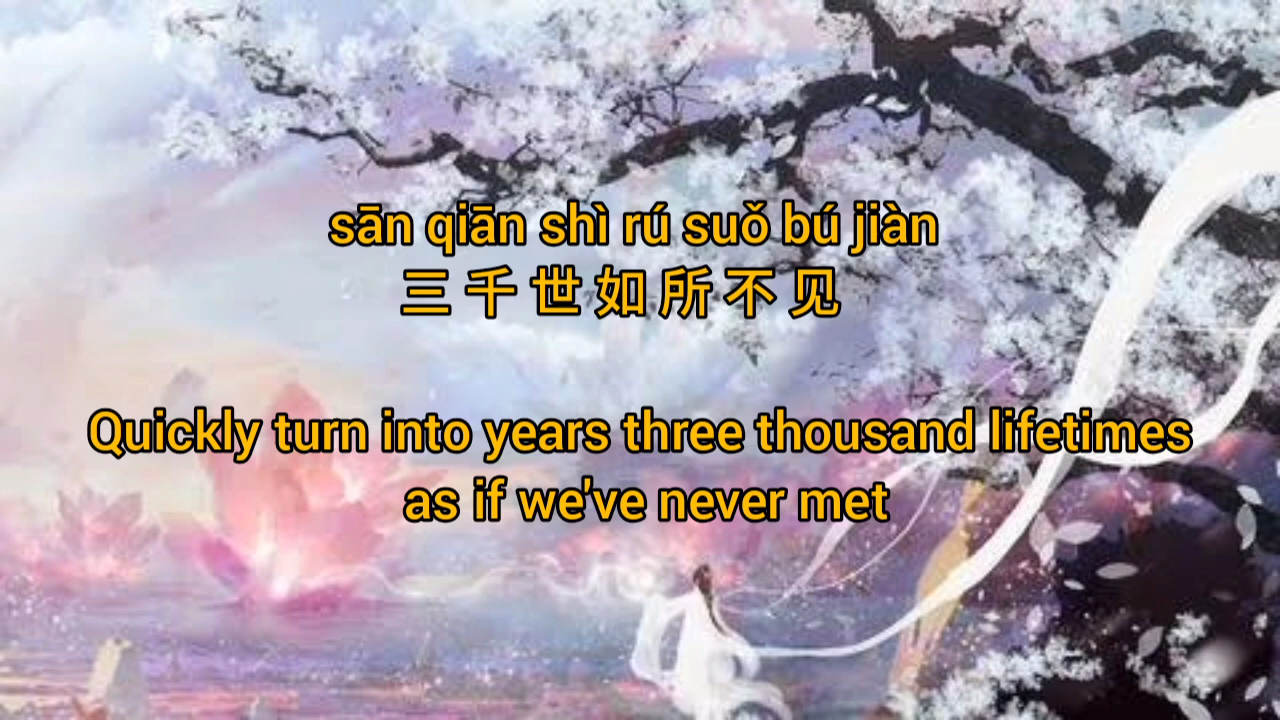 sān qiān shì rú suǒ bú jiàn
三千世如所不见
Quickly turn into years three thousand lifetimes
as if we've never met